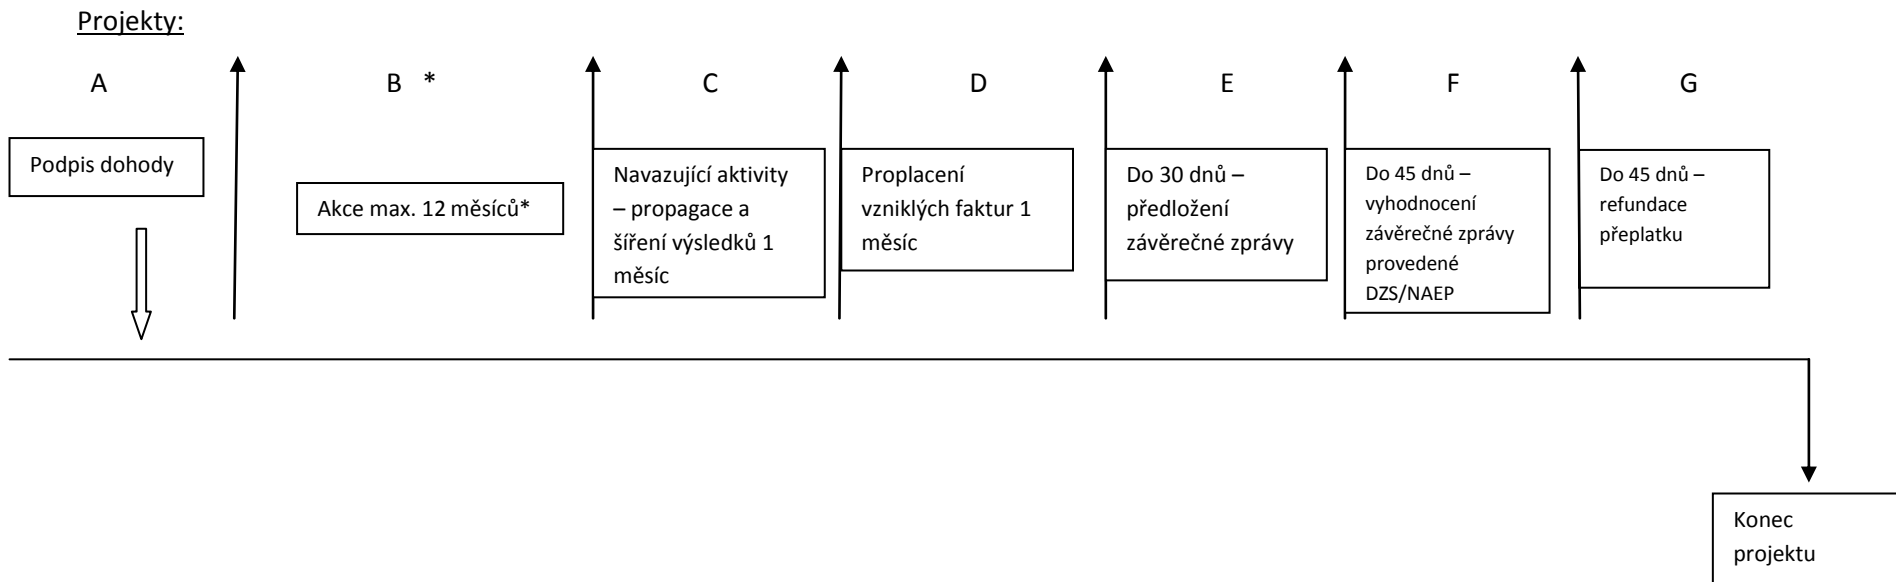 Projekty:
A
B *
C
D
E
F
G
Podpis dohody
Akce max. 12 měsíců*
Navazující aktivity
– propagace a
šíření výsledků 1
měsíc
Proplacení
vzniklých faktur 1
měsíc
Do 30 dnů –
předložení
závěrečné zprávy
Do 45 dnů –
vyhodnocení
závěrečné zprávy
provedené
DZS/NAEP
Do 45 dnů –
refundace
přeplatku
Konec
projektu